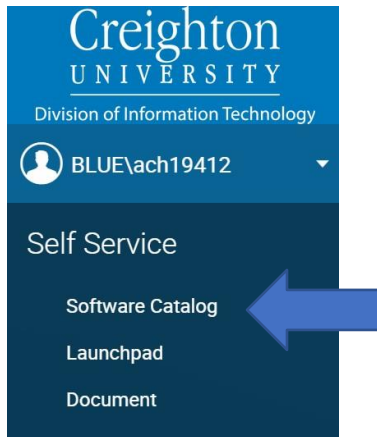 Creighton
UNIVERSITY
Division of Information Technology
BLUE\ach19412
Self Service
Software Catalog
Launchpad
Document